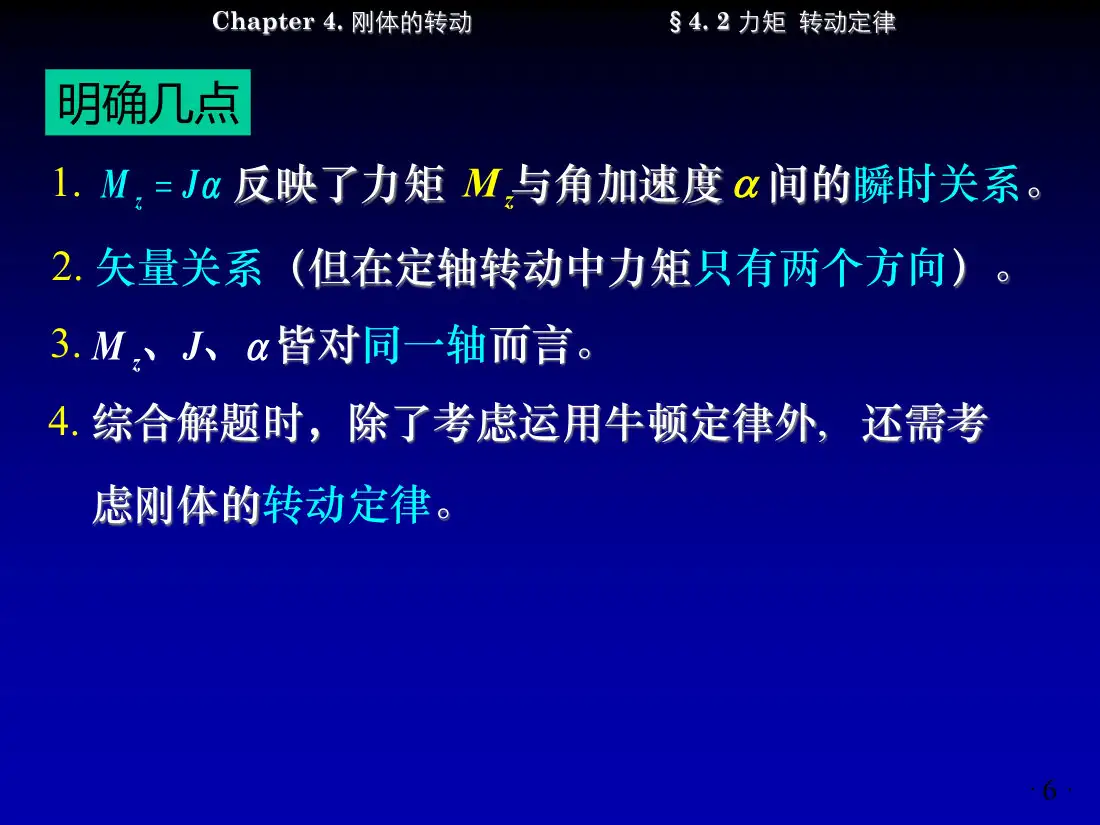 Chapter 4. 刚体的转动 §4. 2 力矩 转动定律
明确几点
1. M z = Jα 反映了力矩 M z与角加速度 α 间的瞬时关系。
2. 矢量关系（但在定轴转动中力矩只有两个方向）。
3. M z、J、α 皆对同一轴而言。
4. 综合解题时，除了考虑运用牛顿定律外, 还需考
虑刚体的转动定律。
· 6 ·